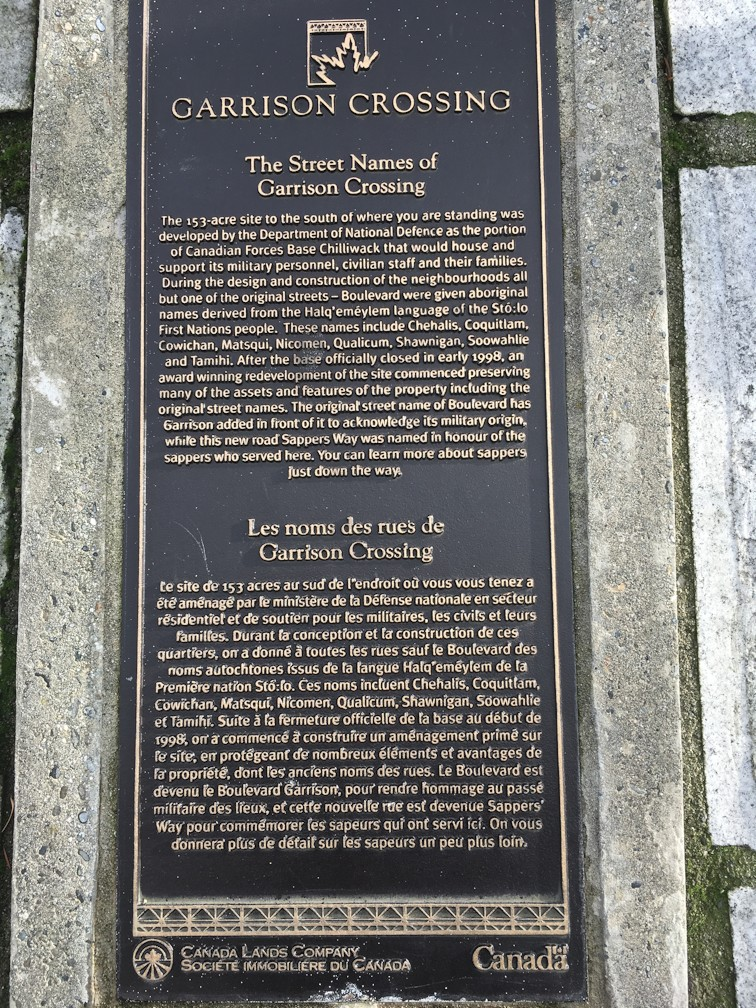 GARRISON CROSSING
The Street Names of
Garrison Crossing
The 153-acre site to the south of where you are standing was
developed by the Department of National Defence as the portion
of Canadian Forces Base Chilliwack that would house and
support its military personnel, civilian staff and their families.
During the design and construction of the neighbourhoods all
but one of the original streets – Boulevard were given aboriginal
names derived from the Halq'eméylem language of the Stó:lo
First Nations people. These names include Chehalis, Coquitlam,
Cowichan, Matsqui, Nicomen, Qualicum, Shawnigan, Soowahlie
and Tamihi. After the base officially closed in early 1998, an
award winning redevelopment of the site commenced preserving
many of the assets and features of the property including the
original street names. The original street name of Boulevard has
Garrison added in front of it to acknowledge its military origin,
while this new road Sappers Way was named in honour of the
sappers who served here. You can learn more about sappers
just down the way.
Les noms des rues de
Garrison Crossing
Le site de 153 acres au sud de l'endroit où vous vous tenez a
été aménagé par le ministère de la Défense nationale en secteur
résidentiel et de soutien pour les militaires, les civils et leurs
familles. Durant la conception et la construction de ces
quartiers, on a donné à toutes les rues sauf le Boulevard des
noms autochtones issus de la langue Halq'eméylem de la
Première nation Stó:lo. Ces noms incluent Chehalis, Coquitlam,
Cowichan, Matsqui, Nicomen, Qualicum, Shawnigan, Soowahlie
et Tamihi. Suite à la fermeture officielle de la base au début de
1998, on a commencé à construire un aménagement primé sur
le site, en protégeant de nombreux éléments et avantages de
la propriété, dont les anciens noms des rues. Le Boulevard est
devenu le Boulevard Garrison, pour rendre hommage au passé
militaire des lieux, et cette nouvelle rue est devenue Sappers'
Way pour commémorer les sapeurs qui ont servi ici. On vous
donnera plus de détail sur les sapeurs un peu plus loin.
CANADA LANDS COMPANY
SOCIÉTÉ IMMOBILIÈRE DU CANADA
Canada